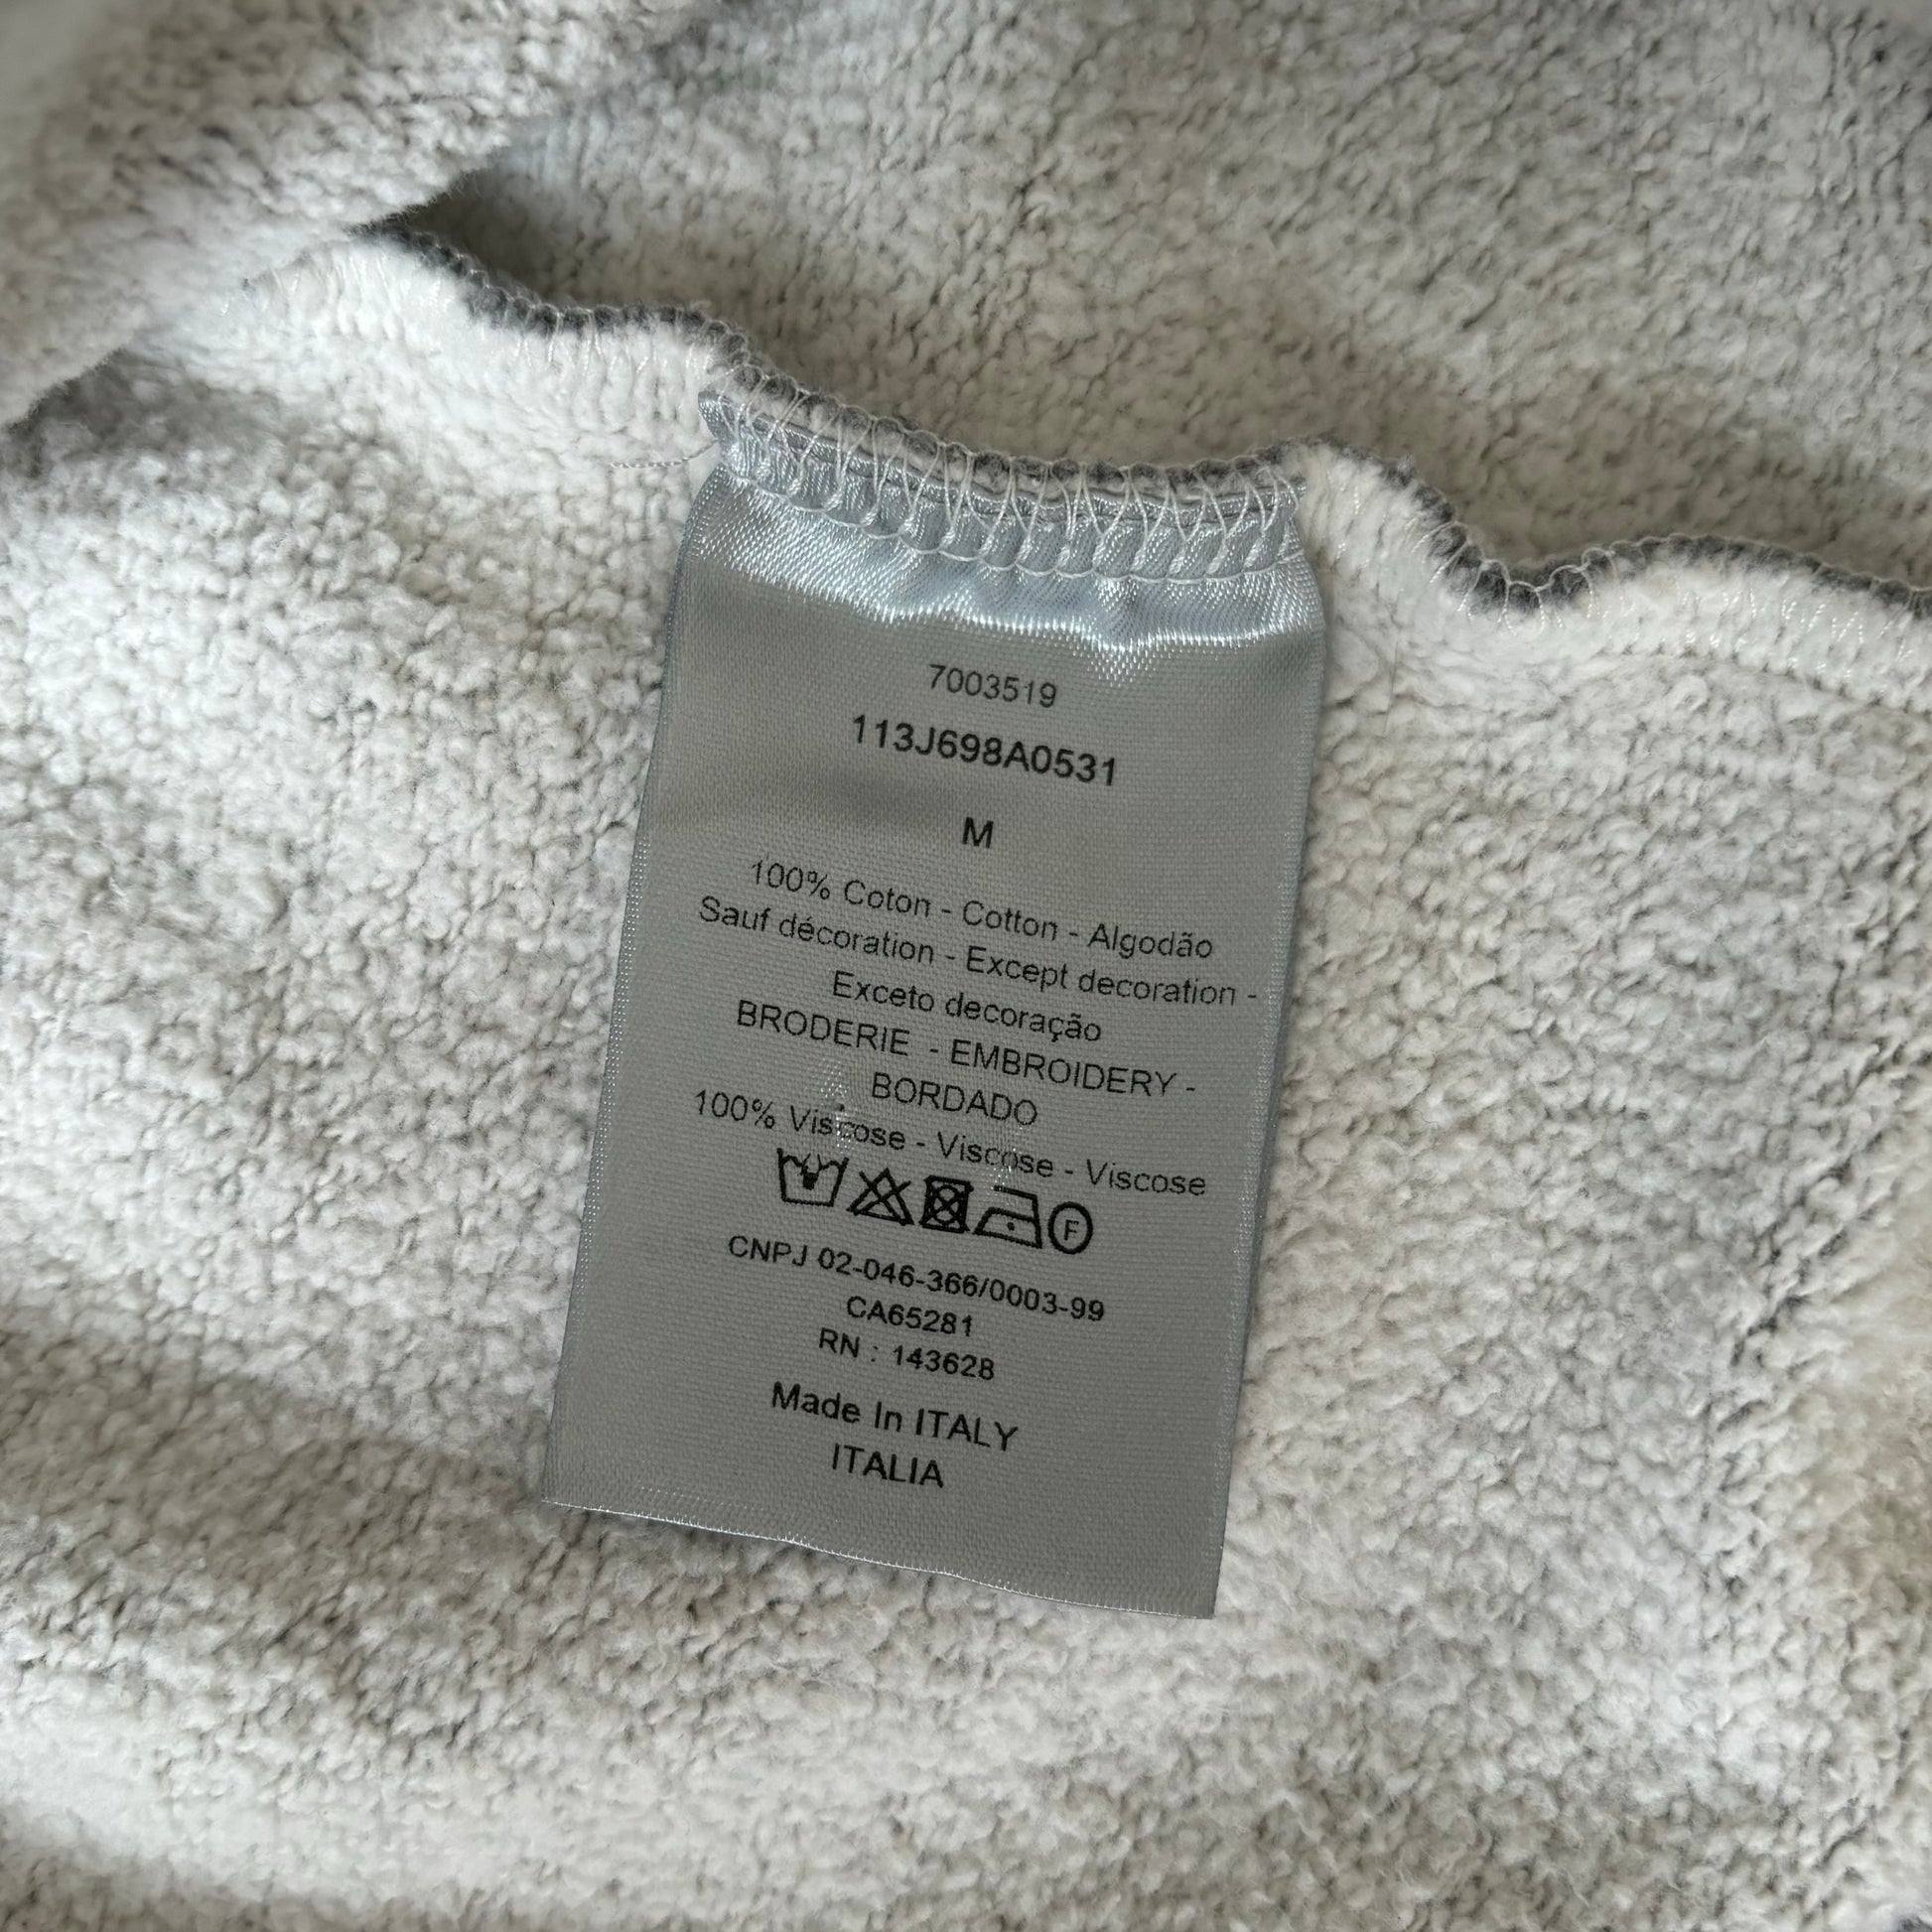 7003519
113J698A0531
M
100% Coton - Cotton - Algodão
Sauf décoration - Except decoration -
Exceto decoração
BRODERIE - EMBROIDERY -
BORDADO
100% Viscose - Viscose - Viscose
F
CNPJ 02-046-366/0003-99
CA65281
RN : 143628
Made In ITALY
ITALIA